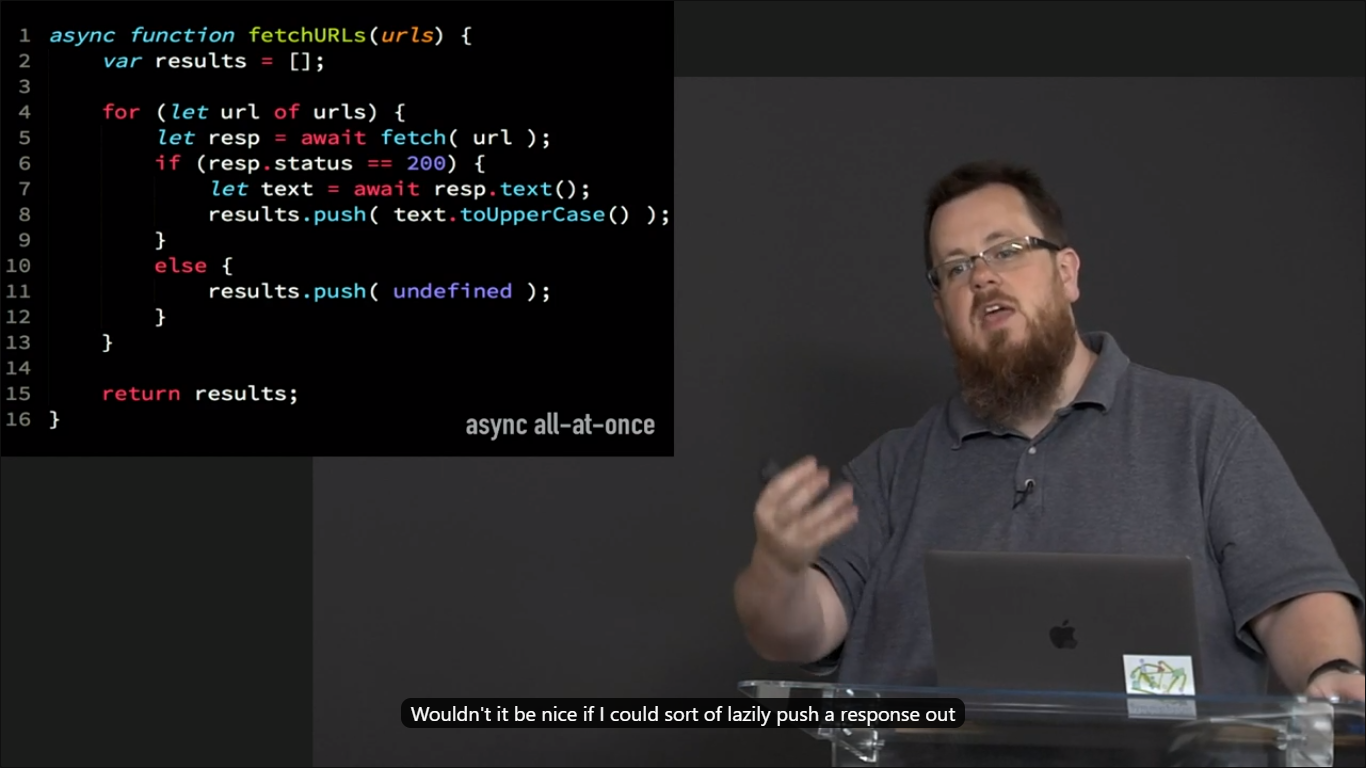 1 async function fetchURLs(urls) {
2     var results = [];
3
4     for (let url of urls) {
5         let resp = await fetch( url );
6         if (resp.status == 200) {
7             let text = await resp.text();
8             results.push( text.toUpperCase() );
9         }
10         else {
11             results.push( undefined );
12         }
13     }
14
15     return results;
16 }
async all-at-once
Wouldn't it be nice if I could sort of lazily push a response out